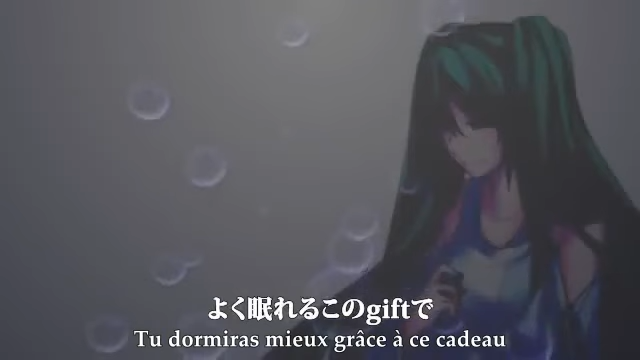 よく眠れるこのgiftで
Tu dormiras mieux grâce à ce cadeau